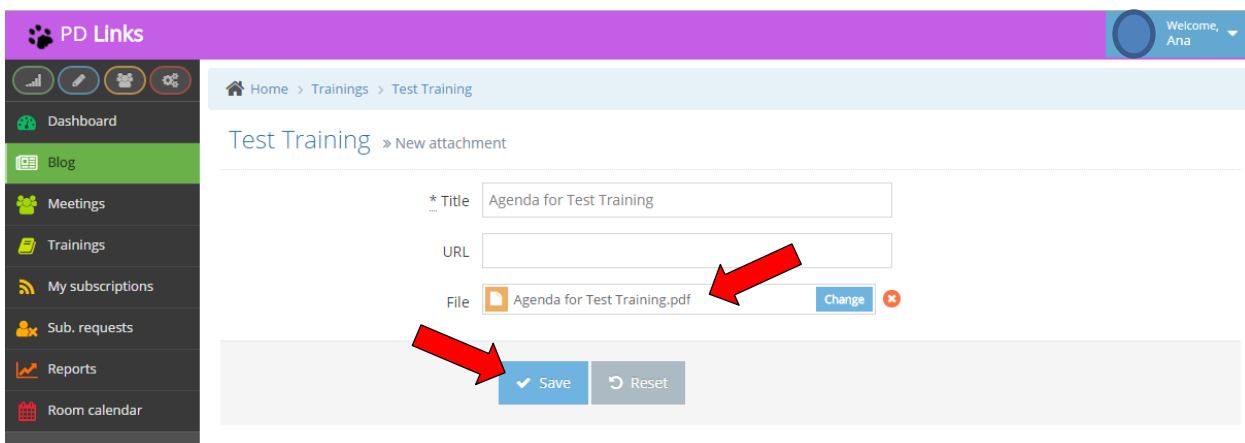 PD Links
Welcome,
Ana
Home > Trainings > Test Training
Dashboard
Blog
Meetings
Trainings
My subscriptions
Sub. requests
Reports
Room calendar
Test Training » New attachment
* Title Agenda for Test Training
URL
File Agenda for Test Training.pdf Change
Save Reset